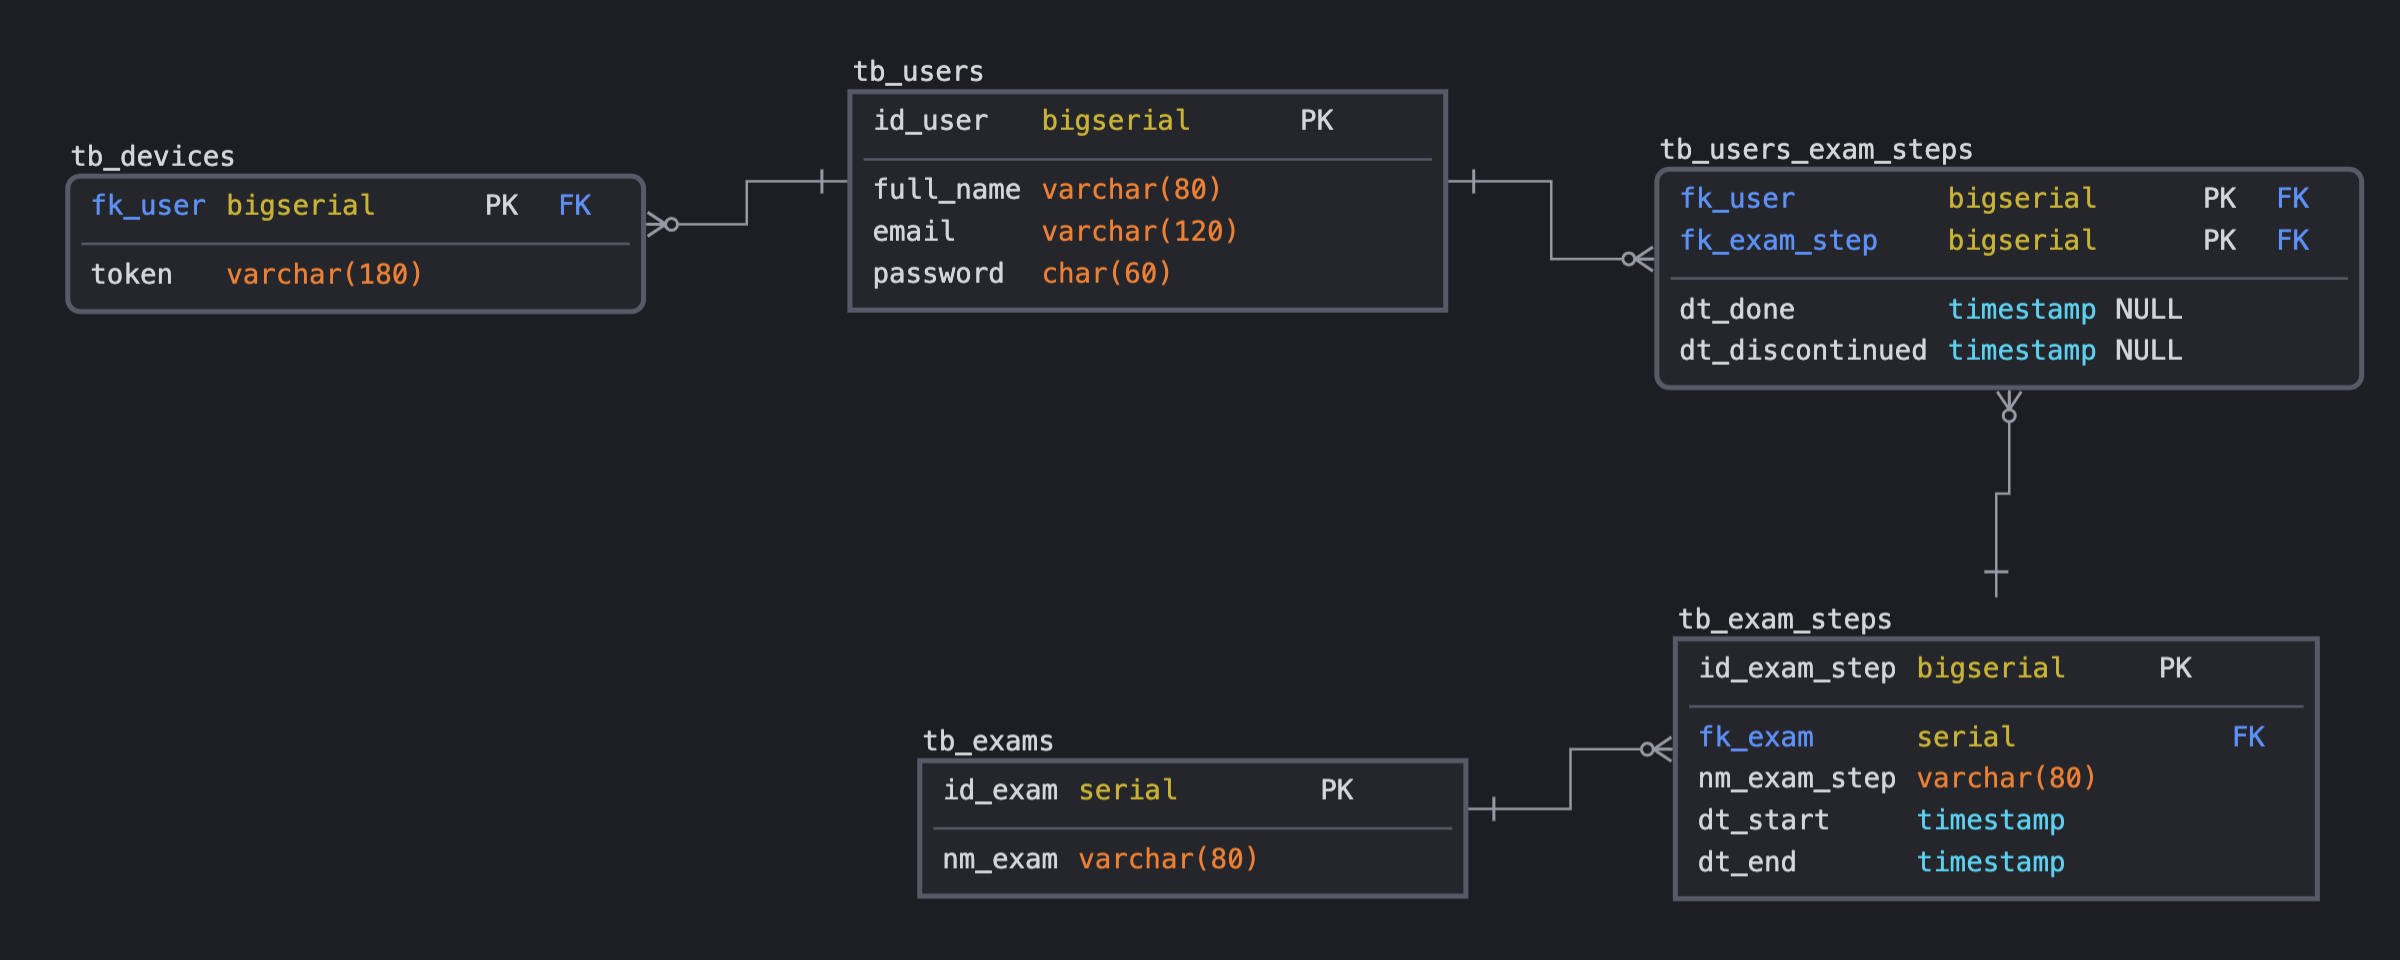 tb_devices
fk_user bigserial PK FK
token varchar(180)
tb_users
id_user bigserial PK
full_name varchar(80)
email varchar(120)
password char(60)
tb_users_exam_steps
fk_user bigserial PK FK
fk_exam_step bigserial PK FK
dt_done timestamp NULL
dt_discontinued timestamp NULL
tb_exams
id_exam serial PK
nm_exam varchar(80)
tb_exam_steps
id_exam_step bigserial PK
fk_exam serial FK
nm_exam_step varchar(80)
dt_start timestamp
dt_end timestamp